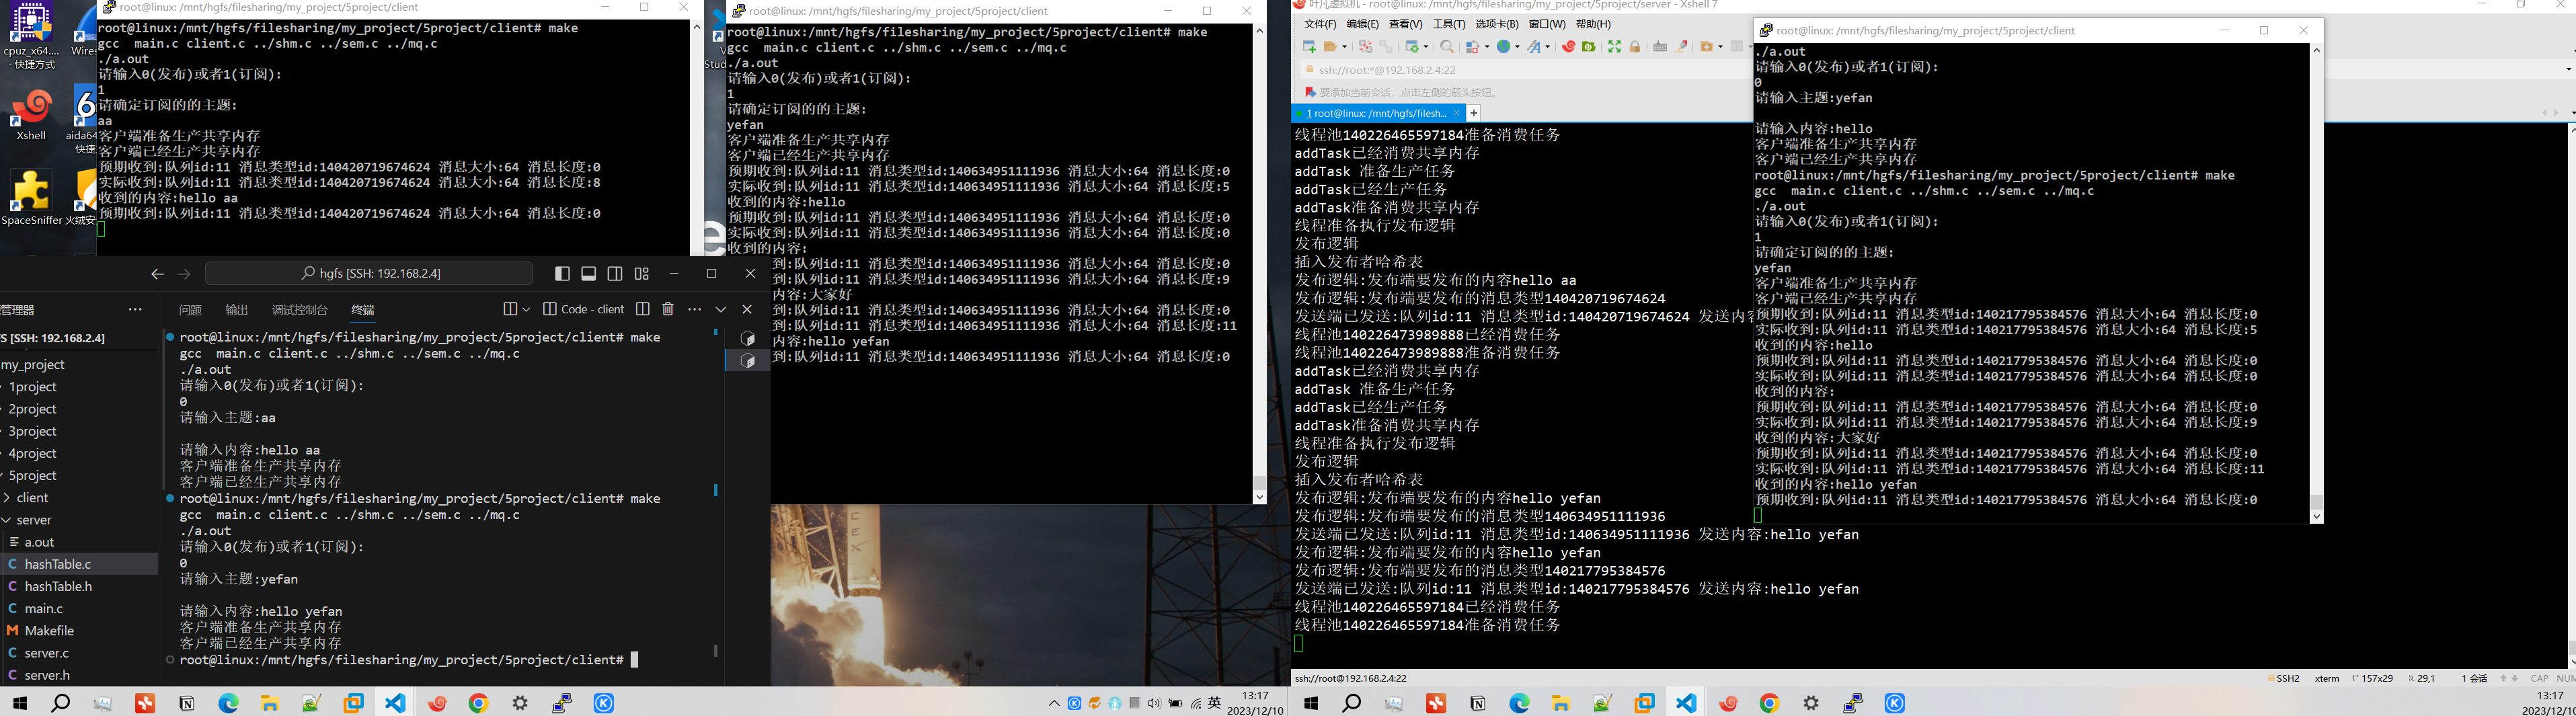 cpuz_x64....
- 快捷方式
Wires
Xshell
aida64
快捷
SpaceSniffer
火绒安
root@linux: /mnt/hgfs/filesharing/my_project/5project/client
root@linux:/mnt/hgfs/filesharing/my_project/5project/client# make
gcc  main.c client.c ../shm.c ../sem.c ../mq.c
./a.out
请输入0(发布)或者1(订阅):
1
请确定订阅的的主题:
aa
客户端准备生产共享内存
客户端已经生产共享内存
预期收到:队列id:11 消息类型id:140420719674624 消息大小:64 消息长度:0
实际收到:队列id:11 消息类型id:140420719674624 消息大小:64 消息长度:8
收到的内容:hello aa
预期收到:队列id:11 消息类型id:140420719674624 消息大小:64 消息长度:0
root@linux: /mnt/hgfs/filesharing/my_project/5project/client
root@linux:/mnt/hgfs/filesharing/my_project/5project/client# make
gcc  main.c client.c ../shm.c ../sem.c ../mq.c
./a.out
请输入0(发布)或者1(订阅):
1
请确定订阅的的主题:
yefan
客户端准备生产共享内存
客户端已经生产共享内存
预期收到:队列id:11 消息类型id:140634951111936 消息大小:64 消息长度:0
实际收到:队列id:11 消息类型id:140634951111936 消息大小:64 消息长度:5
收到的内容:hello
预期收到:队列id:11 消息类型id:140634951111936 消息大小:64 消息长度:0
实际收到:队列id:11 消息类型id:140634951111936 消息大小:64 消息长度:0
收到的内容:
到:队列id:11 消息类型id:140634951111936 消息大小:64 消息长度:0
到:队列id:11 消息类型id:140634951111936 消息大小:64 消息长度:9
内容:大家好
到:队列id:11 消息类型id:140634951111936 消息大小:64 消息长度:0
到:队列id:11 消息类型id:140634951111936 消息大小:64 消息长度:11
内容:hello yefan
到:队列id:11 消息类型id:140634951111936 消息大小:64 消息长度:0
hgfs [SSH: 192.168.2.4]
管理器
问题 输出 调试控制台 终端
Code - client
FS [SSH: 192.168.2.4]
my_project
1project
2project
3project
4project
5project
client
server
a.out
hashTable.c
hashTable.h
main.c
Makefile
server.c
server.h
root@linux:/mnt/hgfs/filesharing/my_project/5project/client# make
gcc  main.c client.c ../shm.c ../sem.c ../mq.c
./a.out
请输入0(发布)或者1(订阅):
0
请输入主题:aa
请输入内容:hello aa
客户端准备生产共享内存
客户端已经生产共享内存
root@linux:/mnt/hgfs/filesharing/my_project/5project/client# make
gcc  main.c client.c ../shm.c ../sem.c ../mq.c
./a.out
请输入0(发布)或者1(订阅):
0
请输入主题:yefan
请输入内容:hello yefan
客户端准备生产共享内存
客户端已经生产共享内存
root@linux:/mnt/hgfs/filesharing/my_project/5project/client#
英
13:17
2023/12/10
叶凡虚拟机 - root@linux: /mnt/hgfs/filesharing/my_project/5project/server - Xshell 7
文件(F) 编辑(E) 查看(V) 工具(T) 选项卡(B) 窗口(W) 帮助(H)
ssh://root:*@192.168.2.4:22
要添加当前会话，点击左侧的箭头按钮。
1 root@linux: /mnt/hgfs/filesh...
线程池140226465597184准备消费任务
addTask已经消费共享内存
addTask 准备生产任务
addTask已经生产任务
addTask准备消费共享内存
线程准备执行发布逻辑
发布逻辑
插入发布者哈希表
发布逻辑:发布端要发布的内容hello aa
发布逻辑:发布端要发布的消息类型140420719674624
发送端已发送:队列id:11 消息类型id:140420719674624 发送内
线程池140226473989888已经消费任务
线程池140226473989888准备消费任务
addTask已经消费共享内存
addTask 准备生产任务
addTask已经生产任务
addTask准备消费共享内存
线程准备执行发布逻辑
发布逻辑
插入发布者哈希表
发布逻辑:发布端要发布的内容hello yefan
发布逻辑:发布端要发布的消息类型140634951111936
发送端已发送:队列id:11 消息类型id:140634951111936 发送内容:hello yefan
发布逻辑:发布端要发布的内容hello yefan
发布逻辑:发布端要发布的消息类型140217795384576
发送端已发送:队列id:11 消息类型id:140217795384576 发送内容:hello yefan
线程池140226465597184已经消费任务
线程池140226465597184准备消费任务
root@linux: /mnt/hgfs/filesharing/my_project/5project/client
./a.out
请输入0(发布)或者1(订阅):
0
请输入主题:yefan
请输入内容:hello
客户端准备生产共享内存
客户端已经生产共享内存
root@linux:/mnt/hgfs/filesharing/my_project/5project/client# make
gcc  main.c client.c ../shm.c ../sem.c ../mq.c
./a.out
请输入0(发布)或者1(订阅):
1
请确定订阅的的主题:
yefan
客户端准备生产共享内存
客户端已经生产共享内存
预期收到:队列id:11 消息类型id:140217795384576 消息大小:64 消息长度:0
实际收到:队列id:11 消息类型id:140217795384576 消息大小:64 消息长度:5
收到的内容:hello
预期收到:队列id:11 消息类型id:140217795384576 消息大小:64 消息长度:0
实际收到:队列id:11 消息类型id:140217795384576 消息大小:64 消息长度:0
收到的内容:
预期收到:队列id:11 消息类型id:140217795384576 消息大小:64 消息长度:0
实际收到:队列id:11 消息类型id:140217795384576 消息大小:64 消息长度:9
收到的内容:大家好
预期收到:队列id:11 消息类型id:140217795384576 消息大小:64 消息长度:0
实际收到:队列id:11 消息类型id:140217795384576 消息大小:64 消息长度:11
收到的内容:hello yefan
预期收到:队列id:11 消息类型id:140217795384576 消息大小:64 消息长度:0
ssh://root@192.168.2.4:22
SSH2 xterm 157x29 29,1 1 会话 CAP NUM
13:17
2023/12/10